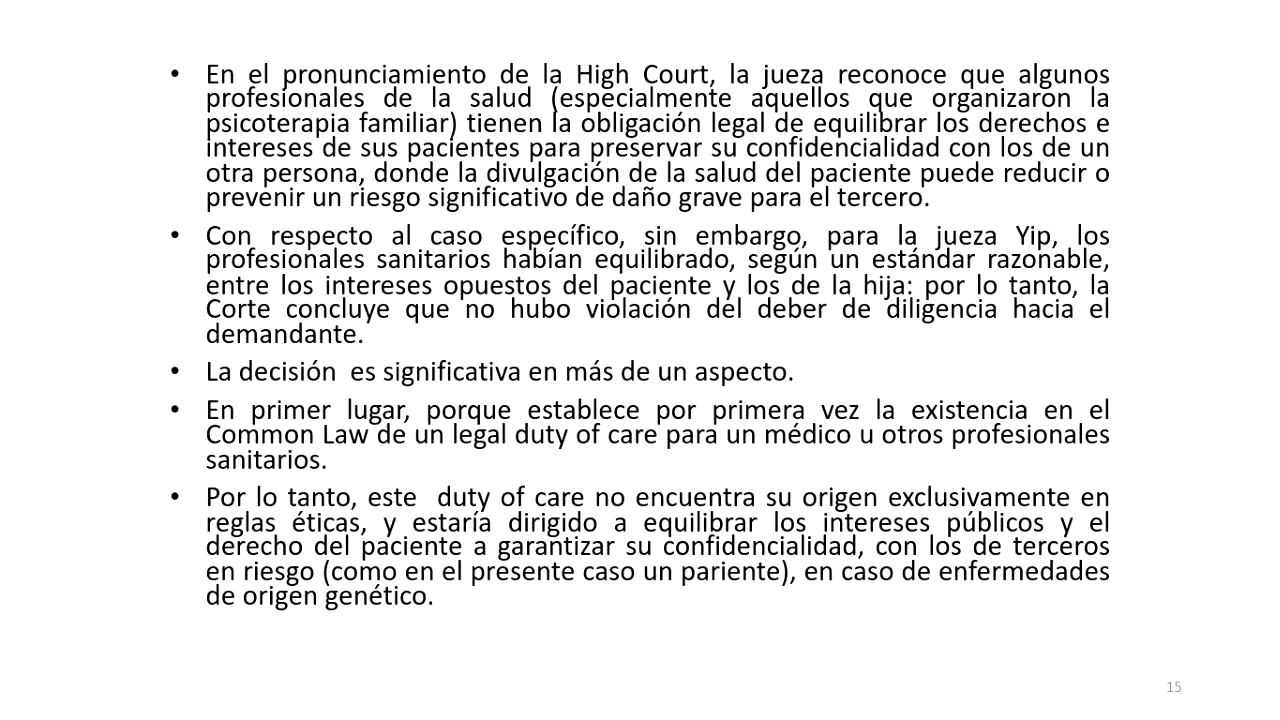 • En el pronunciamiento de la High Court, la jueza reconoce que algunos
profesionales de la salud (especialmente aquellos que organizaron la
psicoterapia familiar) tienen la obligación legal de equilibrar los derechos e
intereses de sus pacientes para preservar su confidencialidad con los de un
otra persona, donde la divulgación de la salud del paciente puede reducir o
prevenir un riesgo significativo de daño grave para el tercero.
• Con respecto al caso específico, sin embargo, para la jueza Yip, los
profesionales sanitarios habían equilibrado, según un estándar razonable,
entre los intereses opuestos del paciente y los de la hija: por lo tanto, la
Corte concluye que no hubo violación del deber de diligencia hacia el
demandante.
• La decisión  es significativa en más de un aspecto.
• En primer lugar, porque establece por primera vez la existencia en el
Common Law de un legal duty of care para un médico u otros profesionales
sanitarios.
• Por lo tanto, este  duty of care no encuentra su origen exclusivamente en
reglas éticas, y estaría dirigido a equilibrar los intereses públicos y el
derecho del paciente a garantizar su confidencialidad, con los de terceros
en riesgo (como en el presente caso un pariente), en caso de enfermedades
de origen genético.
15